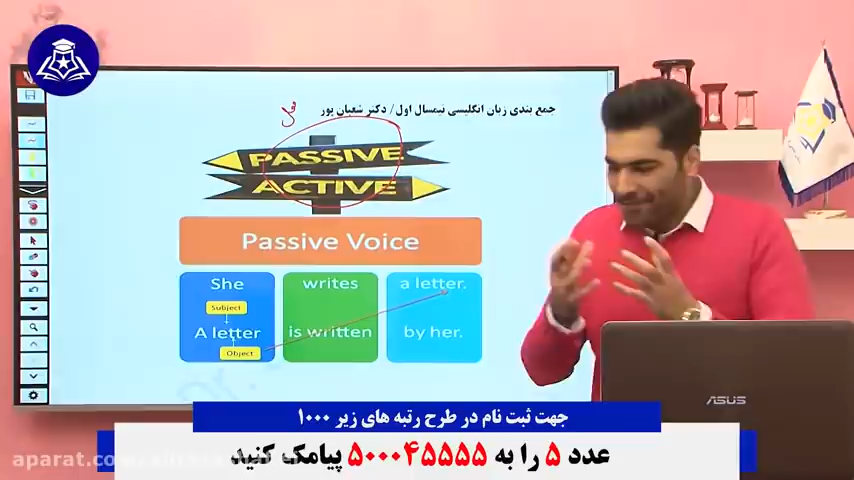 جمع بندی زبان انگلیسی نیمسال اول/ دکتر شعبان پور
PASSIVE
ACTIVE
Passive Voice
She writes a letter.
Subject
A letter is written by her.
Object
ASUS
جهت ثبت نام در طرح رتبه های زیر ۱۰۰۰
عدد ۵ را به ۵۰۰۰۴۵۵۵۵ پیامک کنید
aparat.com